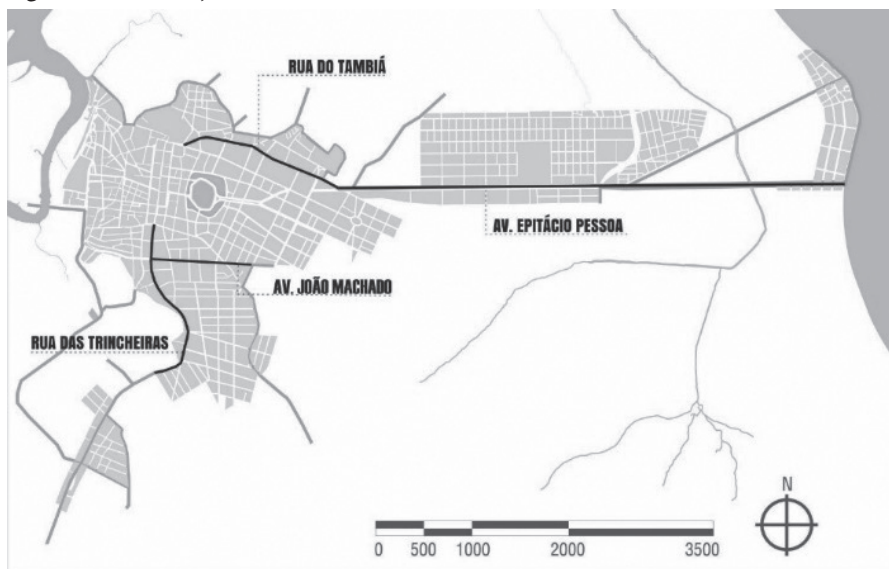 RUA DO TAMBIÁ
AV. EPITÁCIO PESSOA
AV. JOÃO MACHADO
RUA DAS TRINCHEIRAS
N
0 500 1000 2000 3500